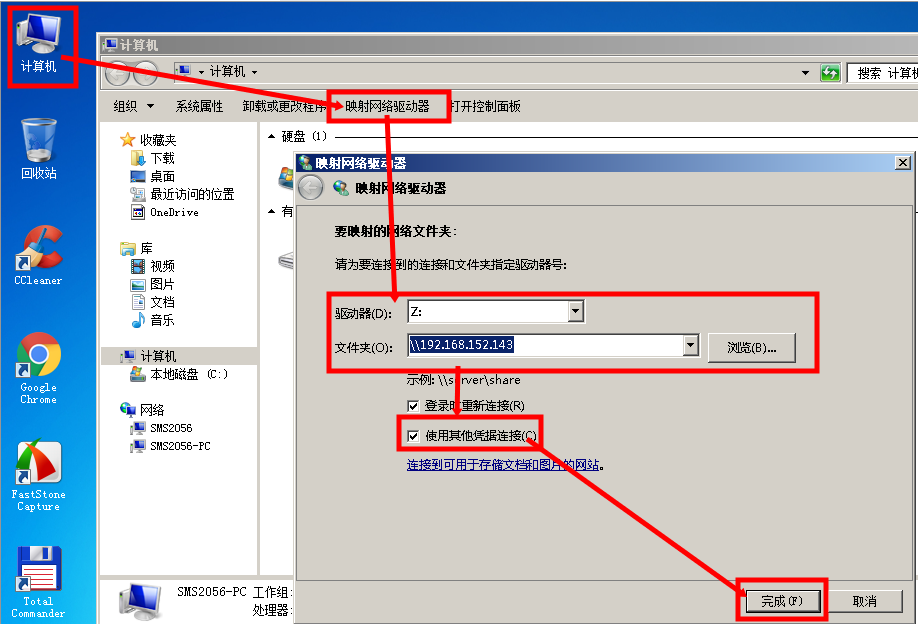 计算机
回收站
CCleaner
Google
Chrome
FastStone
Capture
Total
Commander
计算机
计算机
搜索 计算机
组织
系统属性
卸载或更改程序
映射网络驱动器
打开控制面板
收藏夹
下载
桌面
最近访问的位置
OneDrive
库
视频
图片
文档
音乐
计算机
本地磁盘 (C:)
网络
SMS2056
SMS2056-PC
硬盘 (1)
有
映射网络驱动器
映射网络驱动器
要映射的网络文件夹:
请为要连接到的连接和文件夹指定驱动器号:
驱动器(D): Z:
文件夹(O): \\192.168.152.143 浏览(B)...
示例: \\server\share
登录时重新连接(R)
使用其他凭据连接(C)
连接到可用于存储文档和图片的网站。
完成(F) 取消
SMS2056-PC 工作组:
处理器: